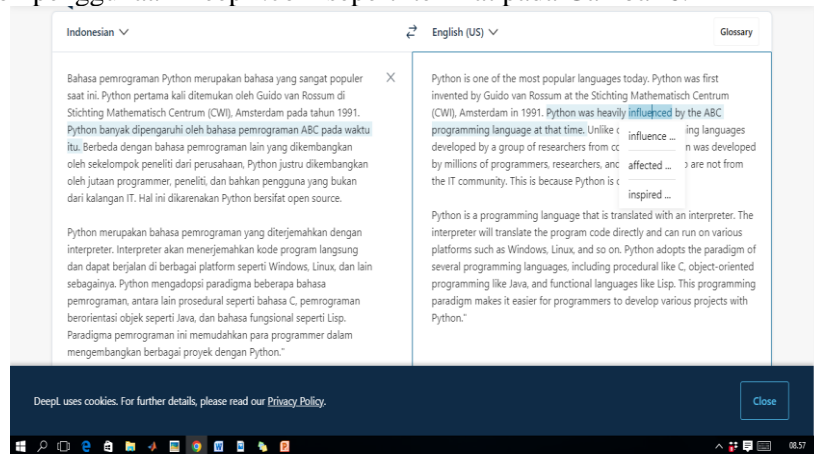 Indonesian
English (US)
Glossary
Bahasa pemrograman Python merupakan bahasa yang sangat populer
saat ini. Python pertama kali ditemukan oleh Guido van Rossum di
Stichting Mathematisch Centrum (CWI), Amsterdam pada tahun 1991.
Python banyak dipengaruhi oleh bahasa pemrograman ABC pada waktu
itu. Berbeda dengan bahasa pemrograman lain yang dikembangkan
oleh sekelompok peneliti dari perusahaan, Python justru dikembangkan
oleh jutaan programmer, peneliti, dan bahkan pengguna yang bukan
dari kalangan IT. Hal ini dikarenakan Python bersifat open source.
Python merupakan bahasa pemrograman yang diterjemahkan dengan
interpreter. Interpreter akan menerjemahkan kode program langsung
dan dapat berjalan di berbagai platform seperti Windows, Linux, dan lain
sebagainya. Python mengadopsi paradigma beberapa bahasa
pemrograman, antara lain prosedural seperti bahasa C, pemrograman
berorientasi objek seperti Java, dan bahasa fungsional seperti Lisp.
Paradigma pemrograman ini memudahkan para programmer dalam
mengembangkan berbagai proyek dengan Python."
Python is one of the most popular languages today. Python was first
invented by Guido van Rossum at the Stichting Mathematisch Centrum
(CWI), Amsterdam in 1991. Python was heavily influenced by the ABC
programming language at that time. Unlike ing languages
developed by a group of researchers from was developed
by millions of programmers, researchers, and are not from
the IT community. This is because Python is
influence ...
affected ...
inspired ...
Python is a programming language that is translated with an interpreter. The
interpreter will translate the program code directly and can run on various
platforms such as Windows, Linux, and so on. Python adopts the paradigm of
several programming languages, including procedural like C, object-oriented
programming like Java, and functional languages like Lisp. This programming
paradigm makes it easier for programmers to develop various projects with
Python."
DeepL uses cookies. For further details, please read our Privacy Policy.
Close
08.57